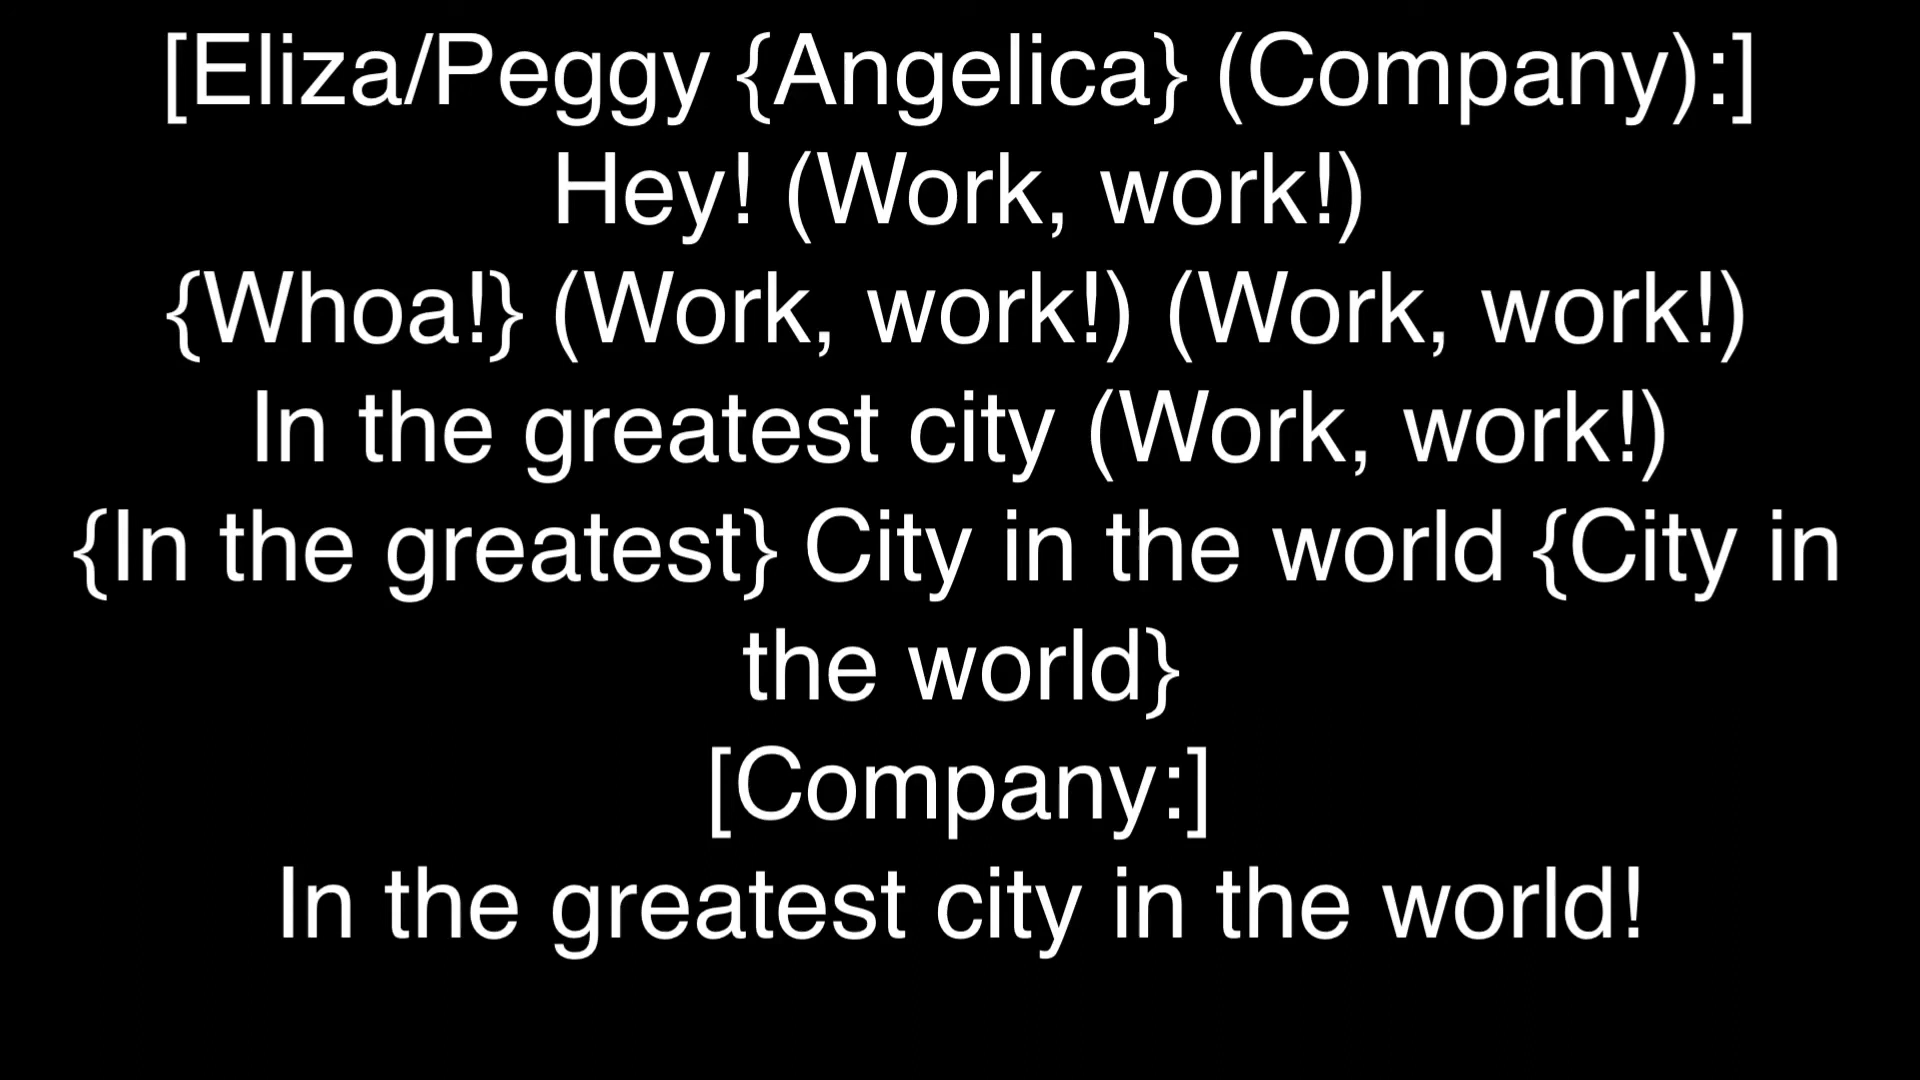 [Eliza/Peggy {Angelica} (Company):]
Hey! (Work, work!)
{Whoa!} (Work, work!) (Work, work!)
In the greatest city (Work, work!)
{In the greatest} City in the world {City in
the world}
[Company:]
In the greatest city in the world!